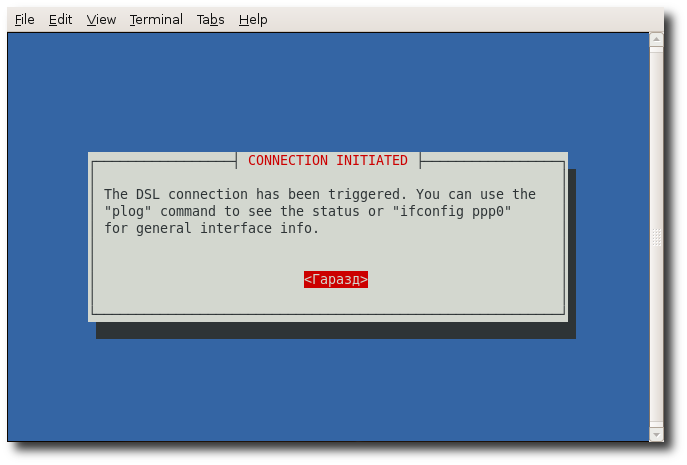 File Edit View Terminal Tabs Help
CONNECTION INITIATED
The DSL connection has been triggered. You can use the
"plog" command to see the status or "ifconfig ppp0"
for general interface info.
<Гаразд>